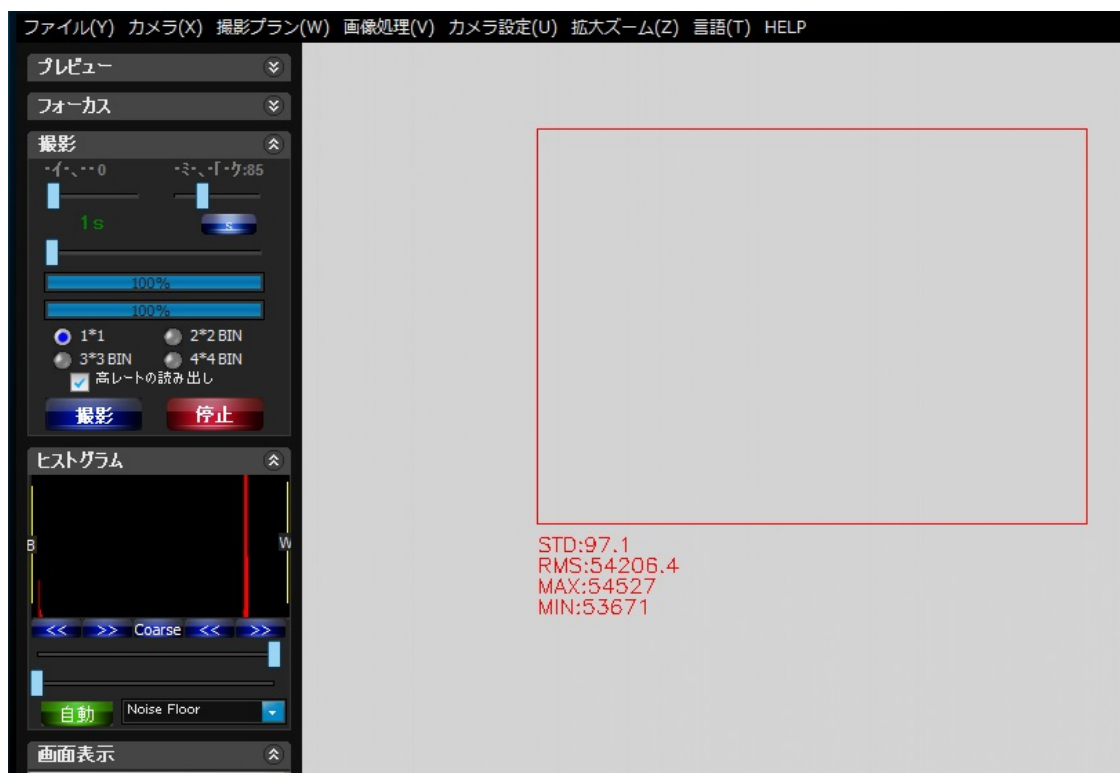 ファイル(Y) カメラ(X) 撮影プラン(W) 画像処理(V) カメラ設定(U) 拡大ズーム(Z) 言語(T) HELP
プレビュー
フォーカス
撮影
0 :85
1s
s
100%
100%
1*1 2*2 BIN
3*3 BIN 4*4 BIN
高レートの読み出し
撮影 停止
ヒストグラム
B W
<< >> Coarse << >>
自動 Noise Floor
画面表示
STD:97.1
RMS:54206.4
MAX:54527
MIN:53671